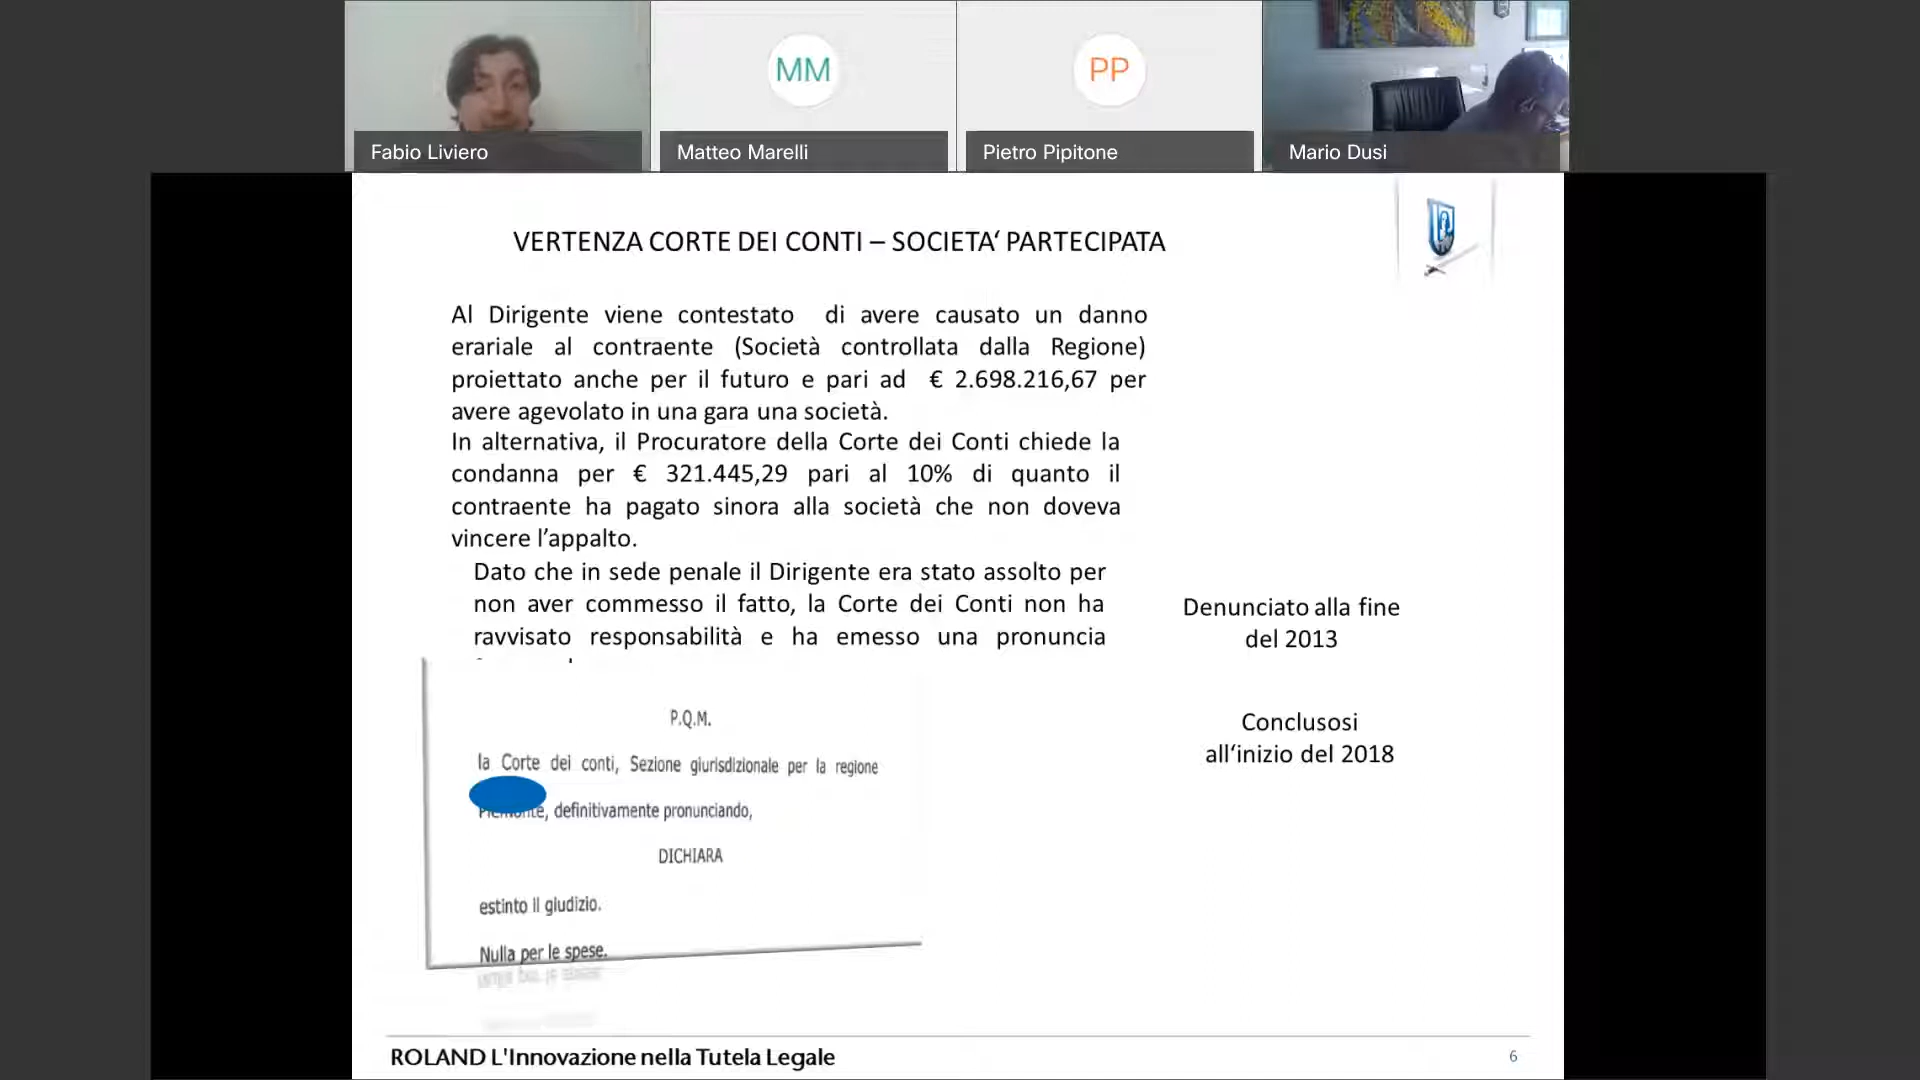 MM
PP
Fabio Liviero
Matteo Marelli
Pietro Pipitone
Mario Dusi
VERTENZA CORTE DEI CONTI – SOCIETA‘ PARTECIPATA
Al Dirigente viene contestato di avere causato un danno
erariale al contraente (Società controllata dalla Regione)
proiettato anche per il futuro e pari ad € 2.698.216,67 per
avere agevolato in una gara una società.
In alternativa, il Procuratore della Corte dei Conti chiede la
condanna per € 321.445,29 pari al 10% di quanto il
contraente ha pagato sinora alla società che non doveva
vincere l’appalto.
Dato che in sede penale il Dirigente era stato assolto per
non aver commesso il fatto, la Corte dei Conti non ha
ravvisato responsabilità e ha emesso una pronuncia
Denunciato alla fine
del 2013
Conclusosi
all‘inizio del 2018
P.Q.M.
la Corte dei conti, Sezione giurisdizionale per la regione
definitivamente pronunciando,
DICHIARA
estinto il giudizio.
Nulla per le spese.
ROLAND L'Innovazione nella Tutela Legale
6